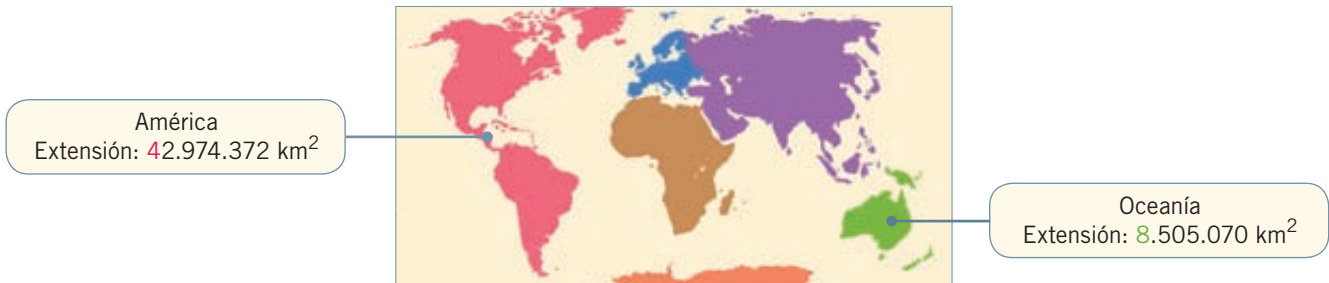 América
Extensión: 42.974.372 km²
Oceanía
Extensión: 8.505.070 km²